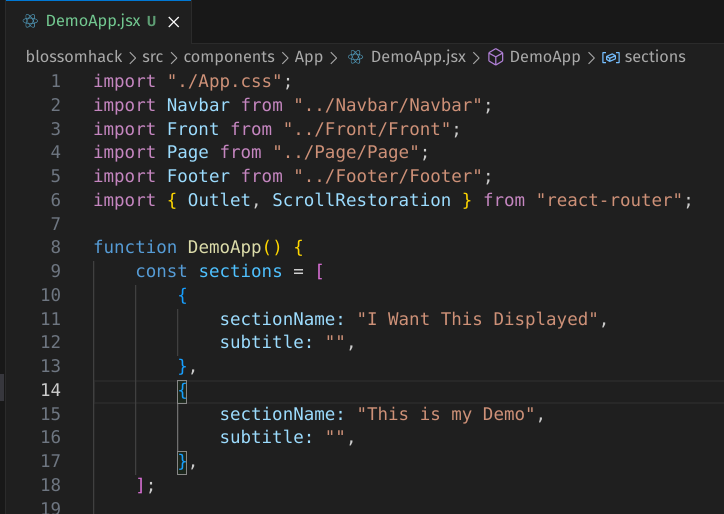 DemoApp.jsx U
blossomhack > src > components > App > DemoApp.jsx > DemoApp > sections
1 import "./App.css";
2 import Navbar from "../Navbar/Navbar";
3 import Front from "../Front/Front";
4 import Page from "../Page/Page";
5 import Footer from "../Footer/Footer";
6 import { Outlet, ScrollRestoration } from "react-router";
7
8 function DemoApp() {
9     const sections = [
10         {
11             sectionName: "I Want This Displayed",
12             subtitle: "",
13         },
14         {
15             sectionName: "This is my Demo",
16             subtitle: "",
17         },
18     ];
19